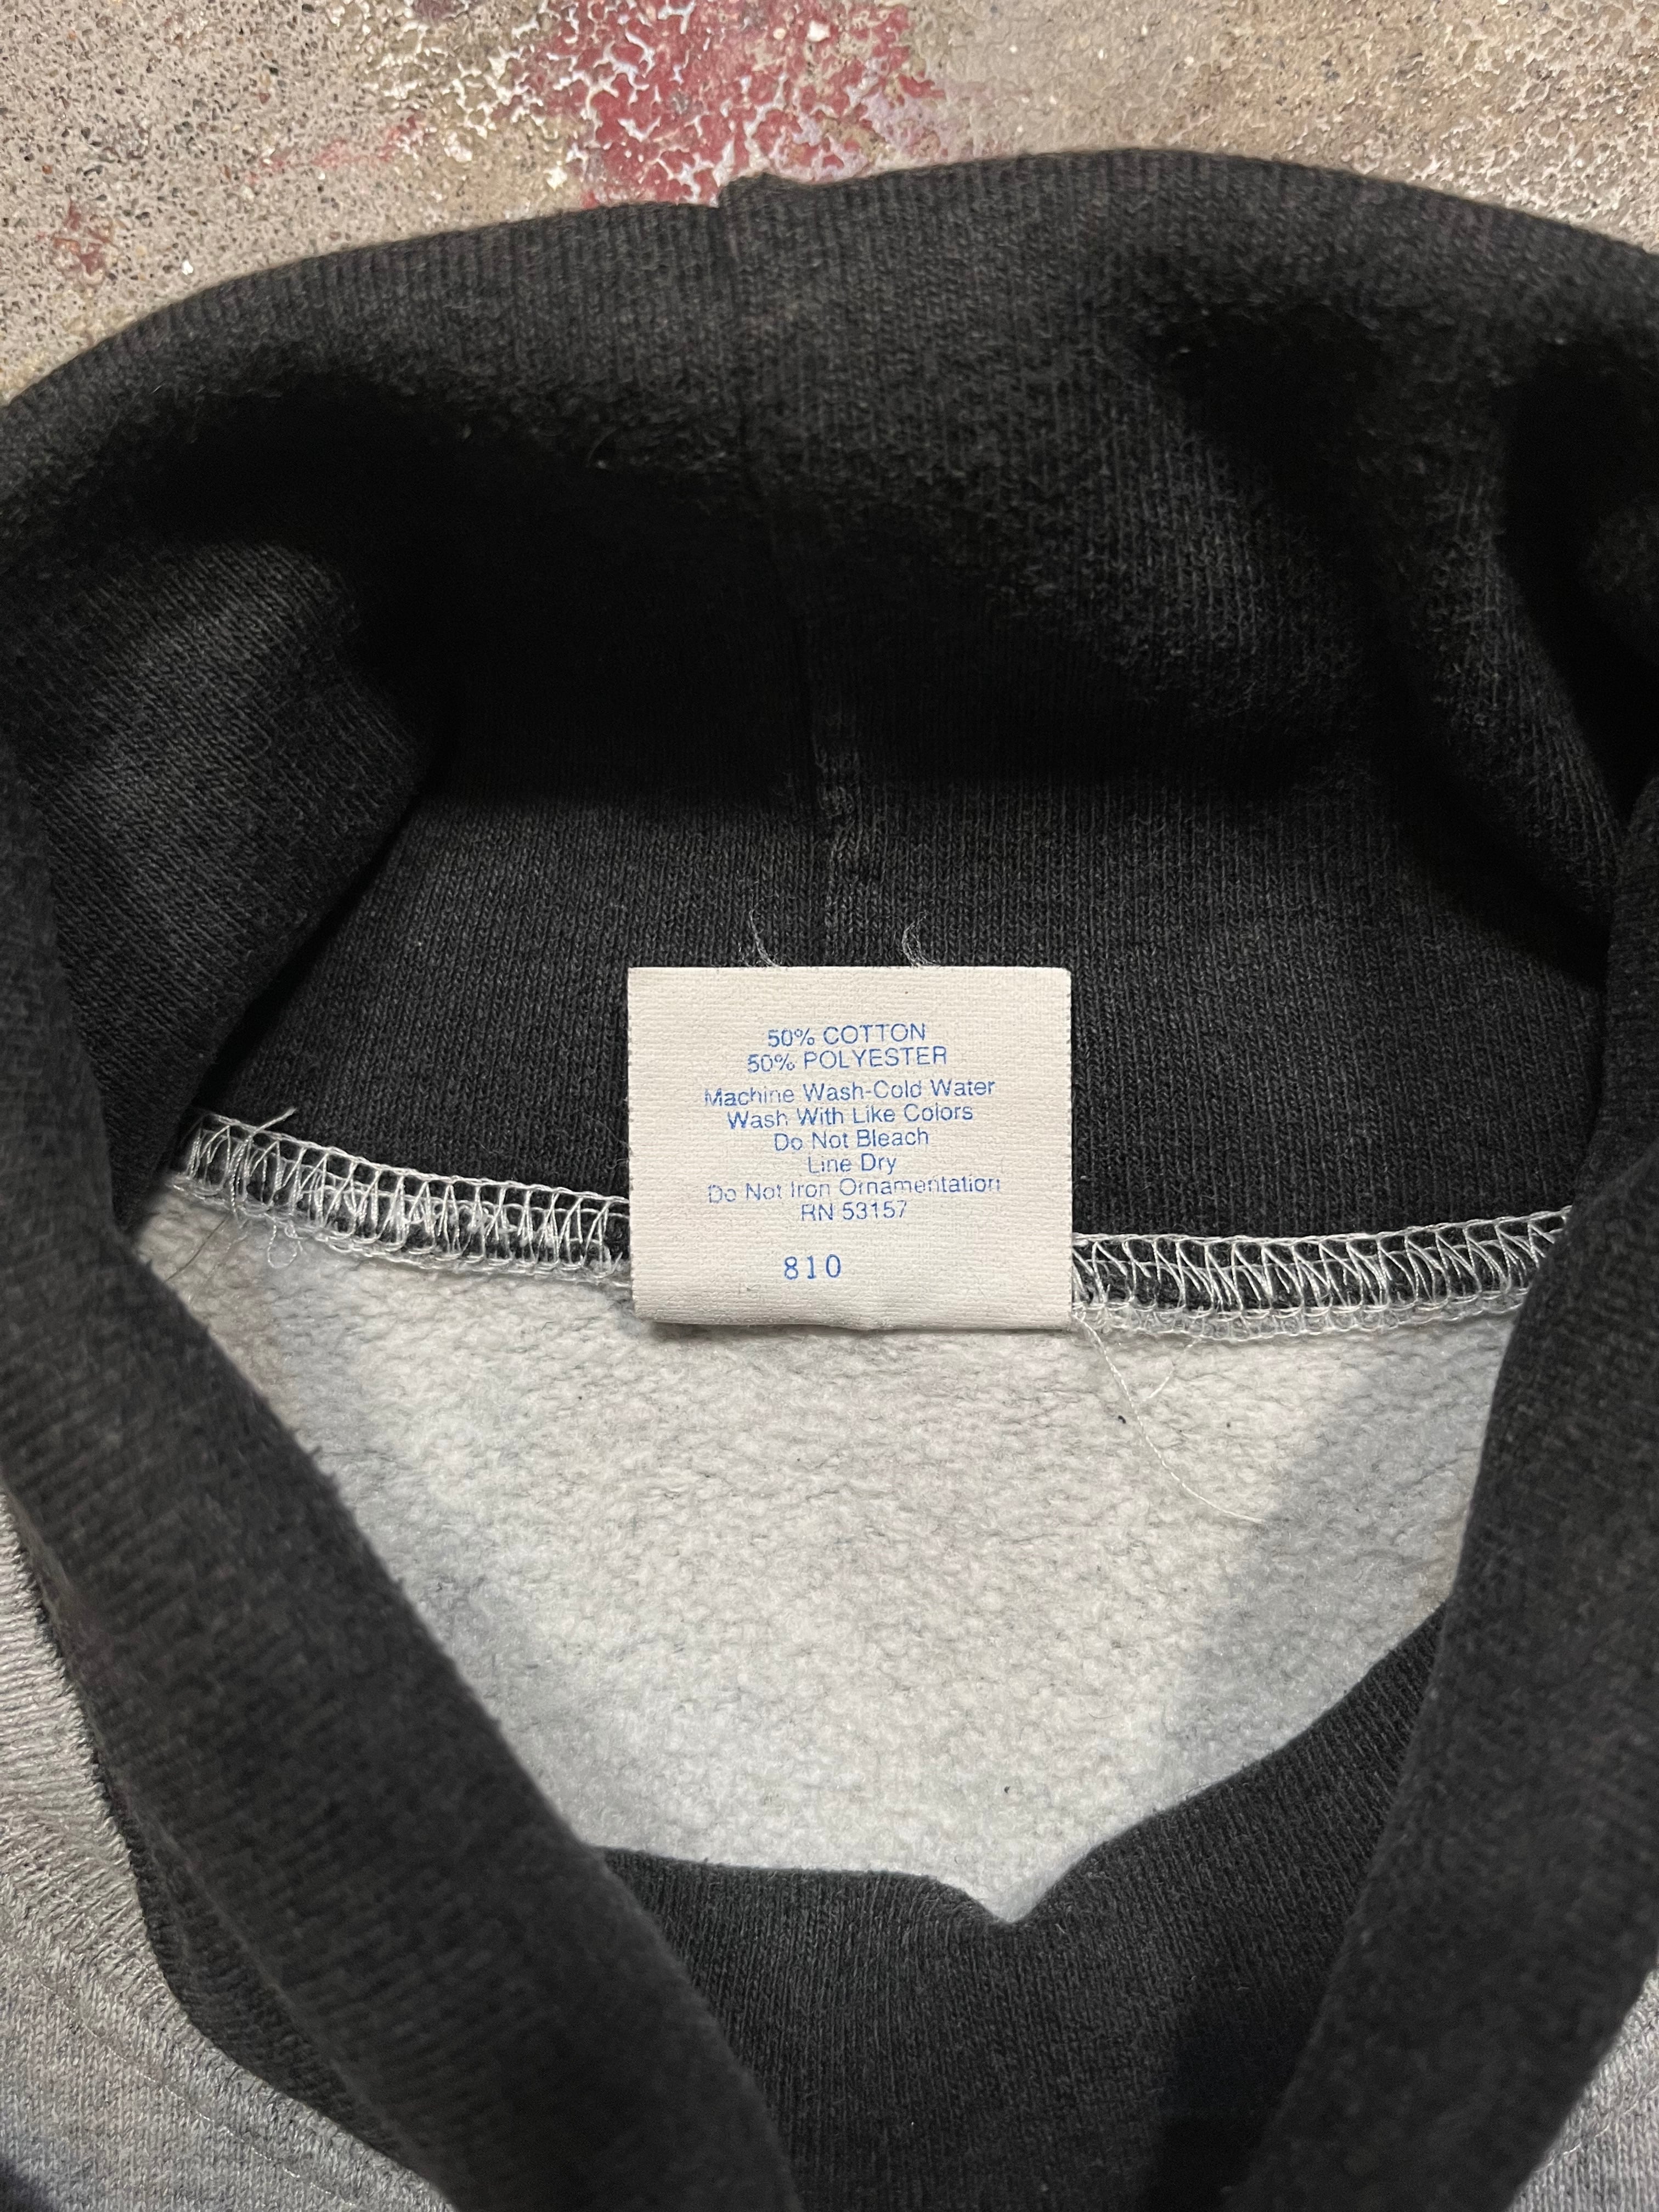 50% COTTON
50% POLYESTER
Machine Wash-Cold Water
Wash With Like Colors
Do Not Bleach
Line Dry
Do Not Iron Ornamentation
RN 53157
810